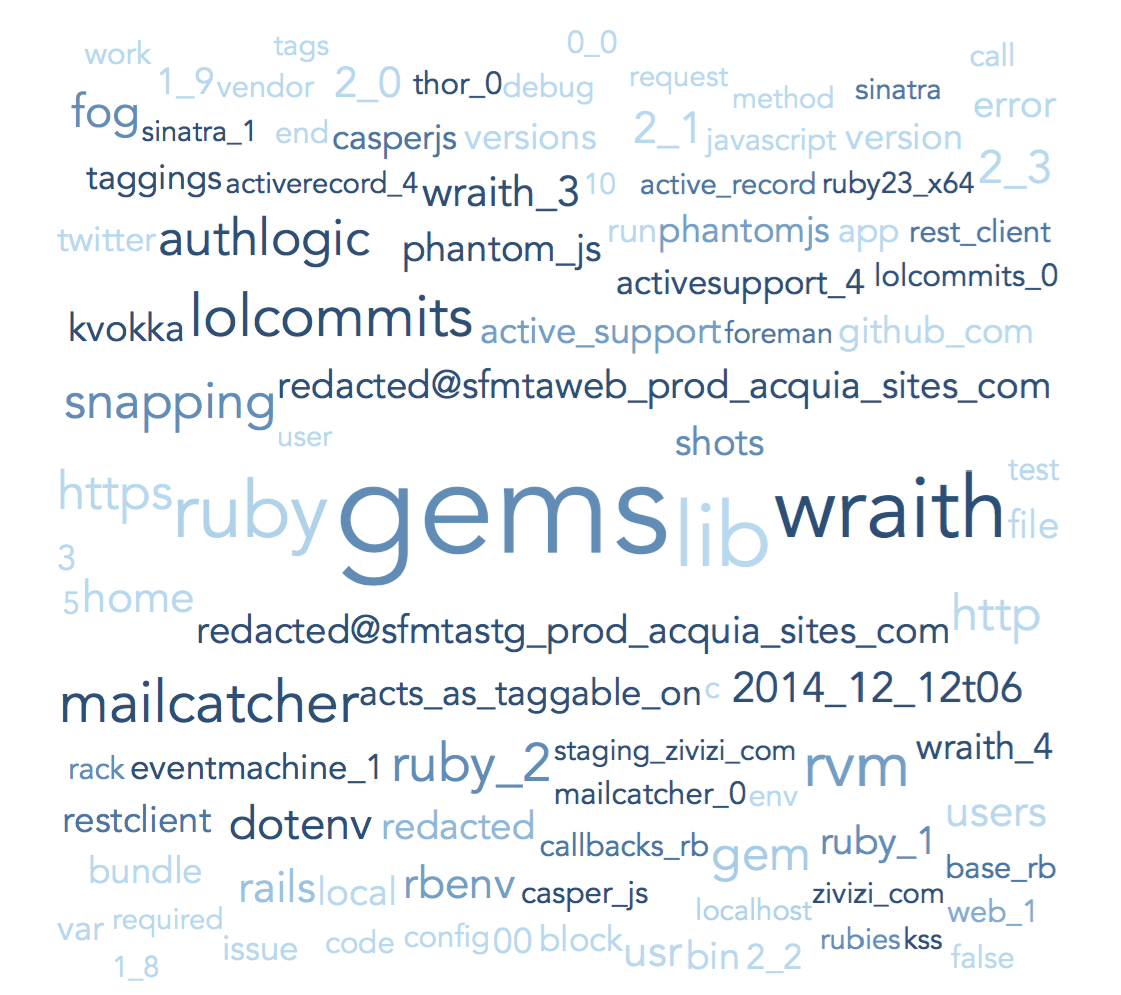 work tags 0_0 call
1_9 vendor 2_0 thor_0 debug request method sinatra error
fog sinatra_1 end casperjs versions 2_1 javascript version
taggings activerecord_4 wraith_3 10 active_record ruby23_x64 2_3
twitter authlogic phantom_js run phantomjs app rest_client
activesupport_4 lolcommits_0
kvokka lolcommits active_support foreman github_com
snapping redacted@sfmtaweb_prod_acquia_sites_com
user shots
https ruby gems lib wraith test
file
3
5 home
redacted@sfmtastg_prod_acquia_sites_com http
mailcatcher acts_as_taggable_on c 2014_12_12t06
rack eventmachine_1 ruby_2 staging_zivizi_com rvm wraith_4
mailcatcher_0 env
restclient dotenv redacted callbacks_rb gem ruby_1 users
bundle rails local rbenv casper_js zivizi_com base_rb
var required localhost web_1
1_8 issue code config 00 block usr bin 2_2 rubies kss false